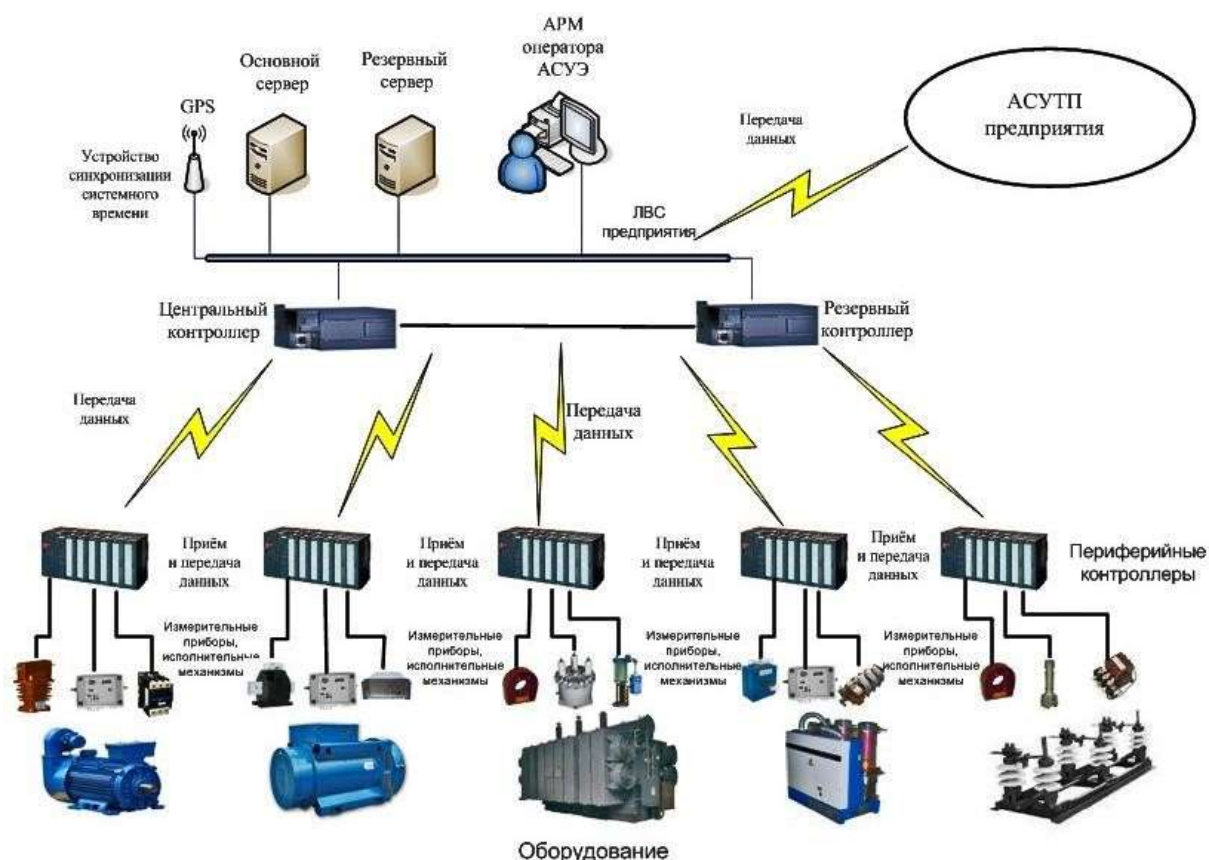 АРМ
оператора
АСУЭ
Основной
сервер
Резервный
сервер
GPS
Устройство
синхронизации
системного
времени
АСУТП
предприятия
Передача
данных
ЛВС
предприятия
Центральный
контроллер
Резервный
контроллер
Передача
данных
Передача
данных
Приём
и передача
данных
Приём
и передача
данных
Приём
и передача
данных
Приём
и передача
данных
Периферийные
контроллеры
Измерительные
приборы,
исполнительные
механизмы
Измерительные
приборы,
исполнительные
механизмы
Измерительные
приборы,
исполнительные
механизмы
Измерительные
приборы,
исполнительные
механизмы
Оборудование